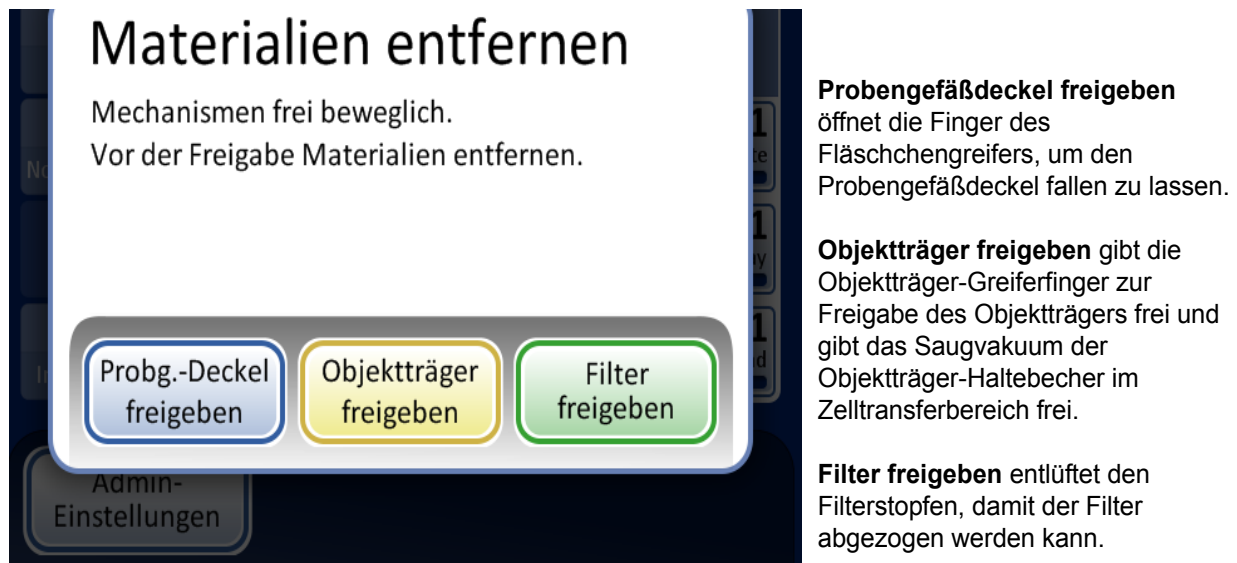 Materialien entfernen
Mechanismen frei beweglich.
Vor der Freigabe Materialien entfernen.
Probg.-Deckel
freigeben
Objektträger
freigeben
Filter
freigeben
Admin-
Einstellungen
Probengefäßdeckel freigeben
öffnet die Finger des
Fläschchengreifers, um den
Probengefäßdeckel fallen zu lassen.
Objektträger freigeben gibt die
Objektträger-Greiferfinger zur
Freigabe des Objektträgers frei und
gibt das Saugvakuum der
Objektträger-Haltebecher im
Zelltransferbereich frei.
Filter freigeben entlüftet den
Filterstopfen, damit der Filter
abgezogen werden kann.